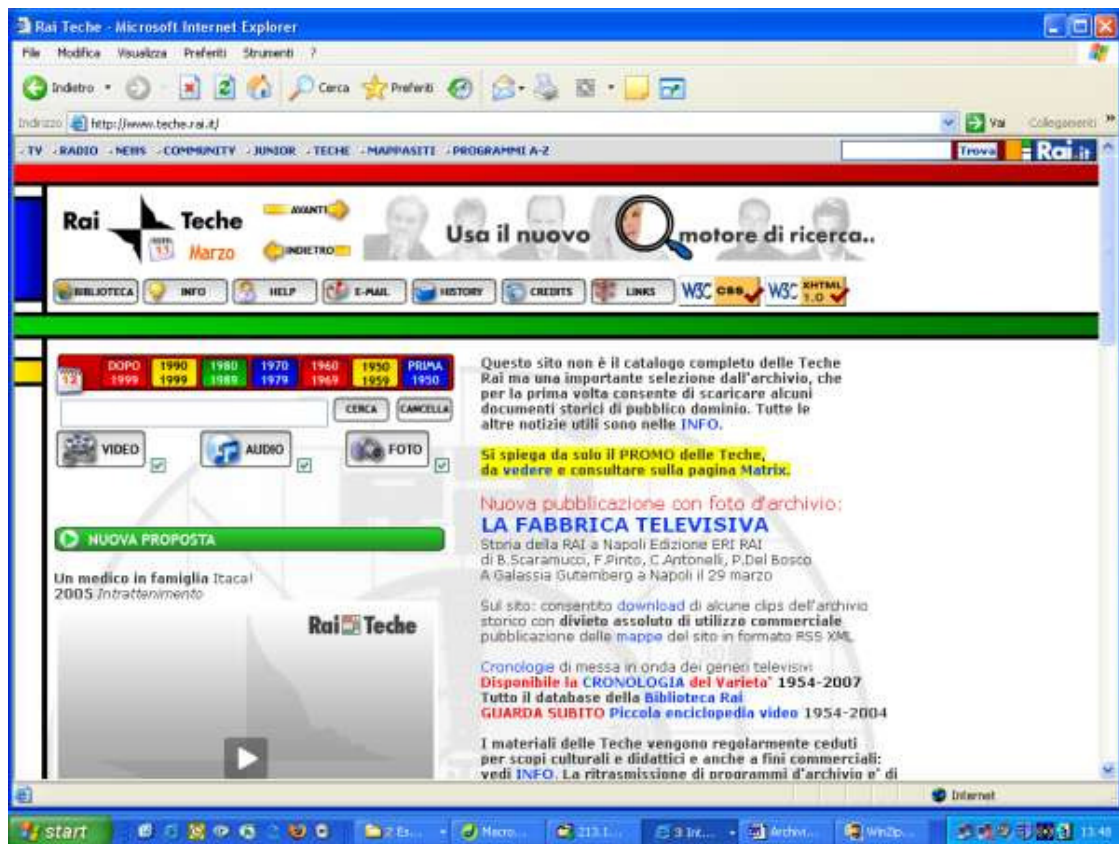 Rai Teche - Microsoft Internet Explorer
File Modifica Visualizza Preferiti Strumenti ?
Indietro Cerca Preferiti
Indirizzo http://www.teche.rai.it/ Vai Collegamenti
TV RADIO NEWS COMMUNITY JUNIOR TECHE MAPPASITI PROGRAMMI A-Z Trova Rai.it
Rai Teche
13 Marzo
AVANTI
INDIETRO
Usa il nuovo motore di ricerca..
BIBLIOTECA INFO HELP E-MAIL HISTORY CREDITS LINKS W3C CSS W3C XHTML 1.0
DOPO 1999 1990 1999 1980 1989 1970 1979 1960 1969 1950 1959 PRIMA 1950
CERCA CANCELLA
VIDEO AUDIO FOTO
NUOVA PROPOSTA
Un medico in famiglia Itaca!
2005 Intrattenimento
Rai Teche
Questo sito non è il catalogo completo delle Teche
Rai ma una importante selezione dall'archivio, che
per la prima volta consente di scaricare alcuni
documenti storici di pubblico dominio. Tutte le
altre notizie utili sono nelle INFO.
Si spiega da solo il PROMO delle Teche,
da vedere e consultare sulla pagina Matrix.
Nuova pubblicazione con foto d'archivio:
LA FABBRICA TELEVISIVA
Storia della RAI a Napoli Edizione ERI RAI
di B.Scaramucci, F.Pinto, C.Antonelli, P.Del Bosco
A Galassia Gutemberg a Napoli il 29 marzo
Sul sito: consentito download di alcune clips dell'archivio
storico con divieto assoluto di utilizzo commerciale
pubblicazione delle mappe del sito in formato RSS XML
Cronologie di messa in onda dei generi televisivi
Disponibile la CRONOLOGIA del Varieta' 1954-2007
Tutto il database della Biblioteca Rai
GUARDA SUBITO Piccola enciclopedia video 1954-2004
I materiali delle Teche vengono regolarmente ceduti
per scopi culturali e didattici e anche a fini commerciali:
vedi INFO. La ritrasmissione di programmi d'archivio e' di
Internet
start 2 Es... Macro... 213.1... 9 Int... Archivi... WinZip... 13.48